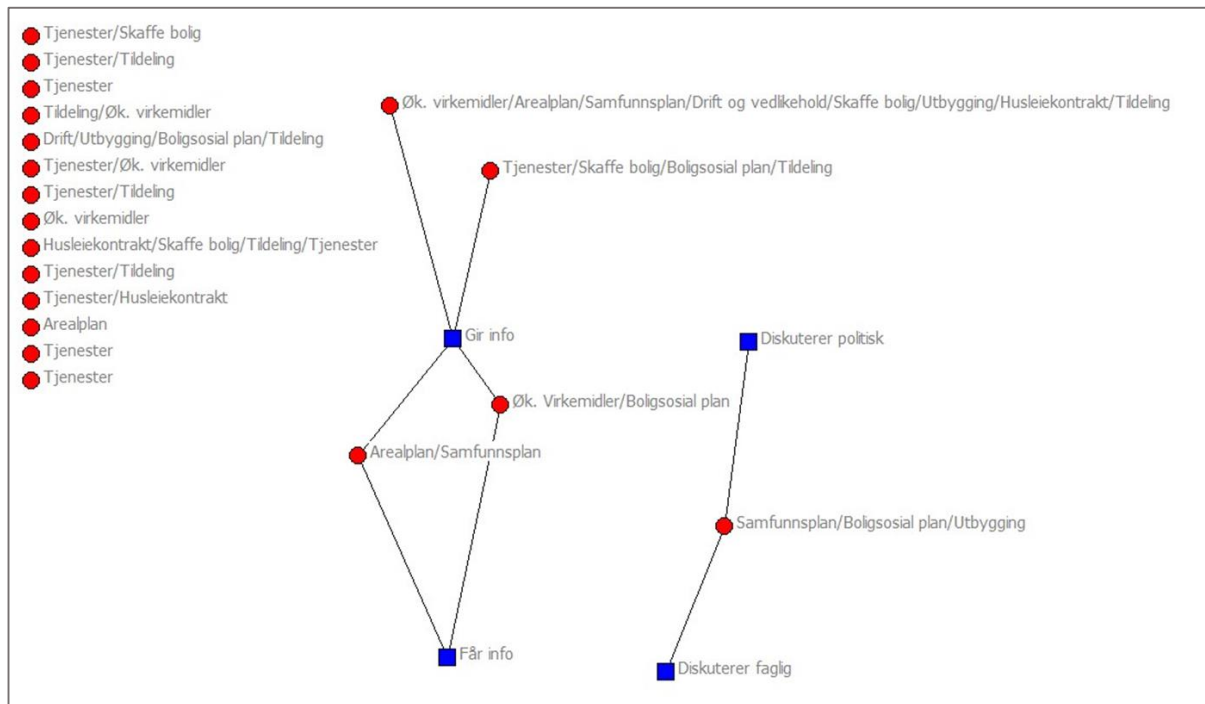 Tjenester/Skaffe bolig
Tjenester/Tildeling
Tjenester
Tildeling/Øk. virkemidler
Drift/Utbygging/Boligsosial plan/Tildeling
Tjenester/Øk. virkemidler
Tjenester/Tildeling
Øk. virkemidler
Husleiekontrakt/Skaffe bolig/Tildeling/Tjenester
Tjenester/Tildeling
Tjenester/Husleiekontrakt
Arealplan
Tjenester
Tjenester
Øk. virkemidler/Arealplan/Samfunnsplan/Drift og vedlikehold/Skaffe bolig/Utbygging/Husleiekontrakt/Tildeling
Tjenester/Skaffe bolig/Boligsosial plan/Tildeling
Gir info
Diskuterer politisk
Øk. Virkemidler/Boligsosial plan
Arealplan/Samfunnsplan
Samfunnsplan/Boligsosial plan/Utbygging
Får info
Diskuterer faglig